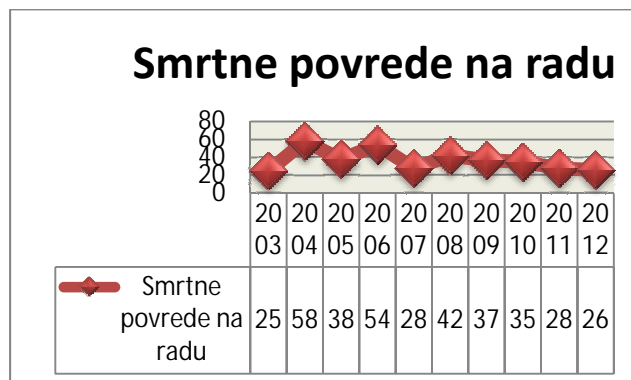 Smrtne povrede na radu
80
60
40
20
0
20 20 20 20 20 20 20 20 20 20
03 04 05 06 07 08 09 10 11 12
Smrtne
povrede na
radu
25 58 38 54 28 42 37 35 28 26